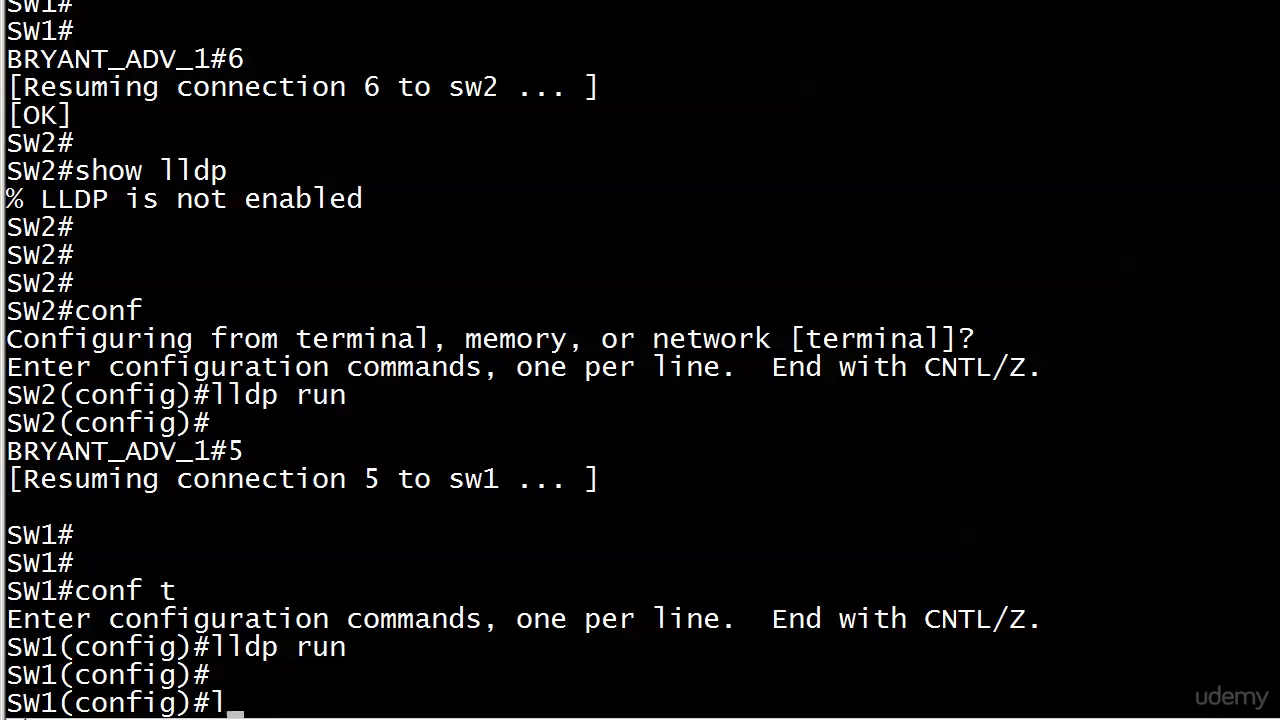 SW1#
SW1#
BRYANT_ADV_1#6
[Resuming connection 6 to sw2 ... ]
[OK]
SW2#
SW2#show lldp
% LLDP is not enabled
SW2#
SW2#
SW2#
SW2#conf
Configuring from terminal, memory, or network [terminal]?
Enter configuration commands, one per line.  End with CNTL/Z.
SW2(config)#lldp run
SW2(config)#
BRYANT_ADV_1#5
[Resuming connection 5 to sw1 ... ]
SW1#
SW1#
SW1#conf t
Enter configuration commands, one per line.  End with CNTL/Z.
SW1(config)#lldp run
SW1(config)#
SW1(config)#l_
udemy